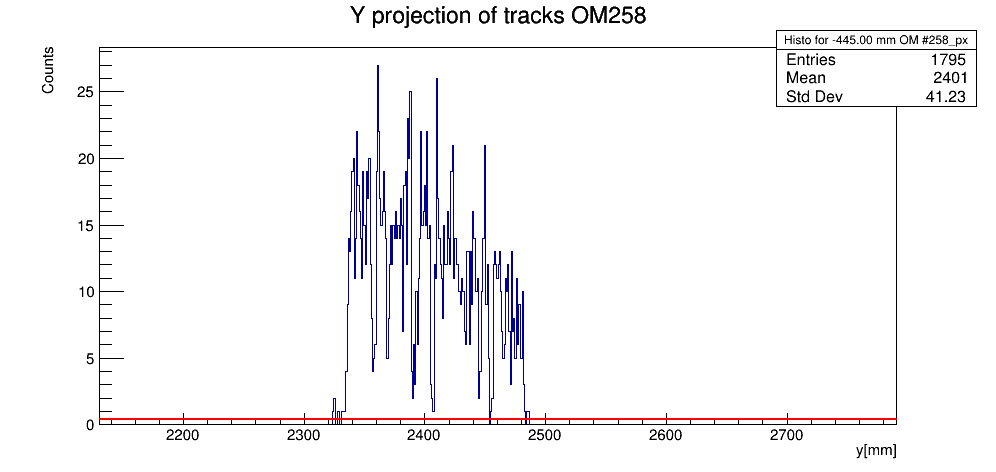 Y projection of tracks OM258
Histo for -445.00 mm OM #258_px
Entries 1795
Mean 2401
Std Dev 41.23
Counts
25
20
15
10
5
0
2200 2300 2400 2500 2600 2700
y[mm]